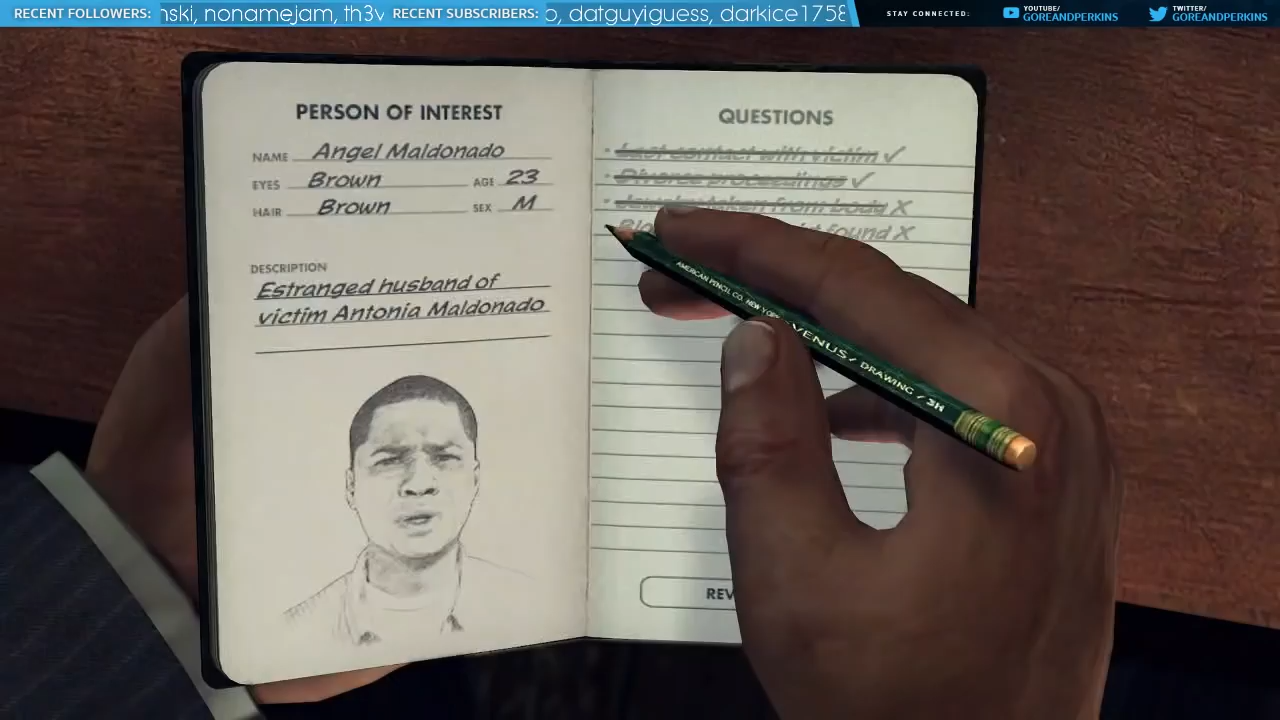 RECENT FOLLOWERS: nski, nonamejam, th3v RECENT SUBSCRIBERS: o, datguyiguess, darkice1758 STAY CONNECTED: YOUTUBE/ GOREANDPERKINS TWITTER/ GOREANDPERKINS
PERSON OF INTEREST
NAME Angel Maldonado
EYES Brown AGE 23
HAIR Brown SEX M
DESCRIPTION
Estranged husband of
victim Antonia Maldonado
QUESTIONS
Last contact with victim ✓
Divorce proceedings ✓
Jewelry taken from body X
found X
AMERICAN PENCIL CO. NEW YORK VENUS / DRAWING / 2H
REV